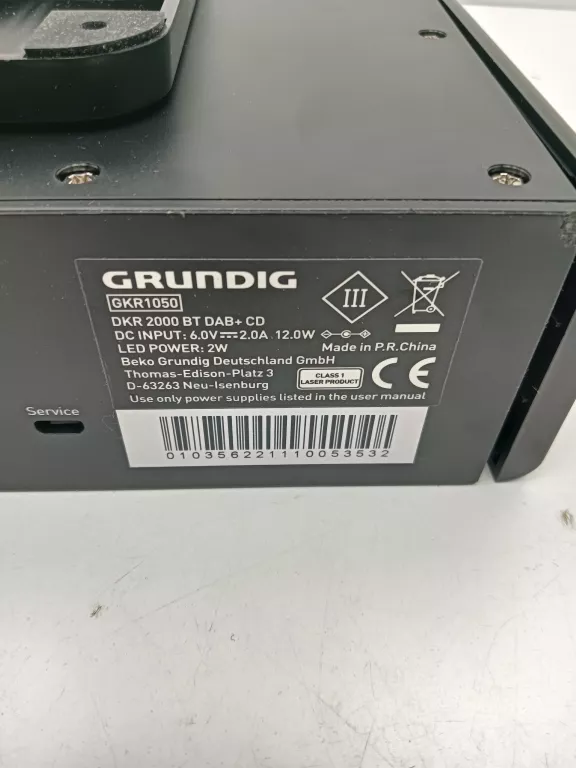 GRUNDIG
GKR1050
III
DKR 2000 BT DAB+ CD
DC INPUT: 6.0V⎓2.0A 12.0W
LED POWER: 2W
Made in P.R.China
Beko Grundig Deutschland GmbH
Thomas-Edison-Platz 3
D-63263 Neu-Isenburg
CLASS 1
LASER PRODUCT
CE
Use only power supplies listed in the user manual
Service
010356221110053532